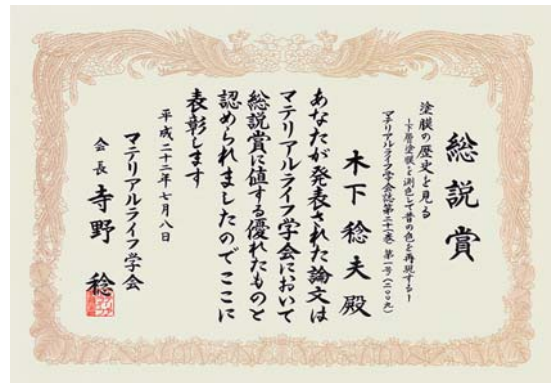 総説賞
塗膜の歴史を見る
－下層塗膜を測色して昔の色を再現する－
マテリアルライフ学会誌第二十一巻 第一号（二〇〇九）
木下稔夫殿
あなたが発表された論文は
マテリアルライフ学会において
総説賞に値する優れたものと
認められましたのでここに
表彰します
平成二十二年七月八日
マテリアルライフ学会
会長 寺野 稔